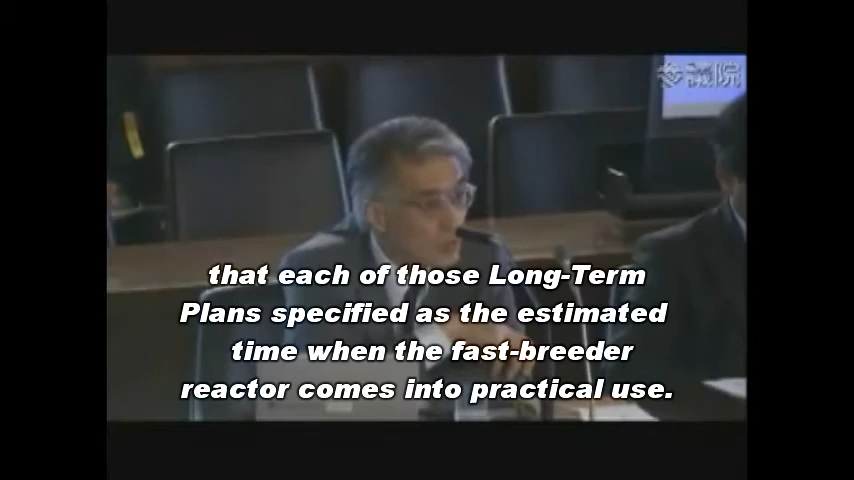 参議院
that each of those Long-Term
Plans specified as the estimated
time when the fast-breeder
reactor comes into practical use.